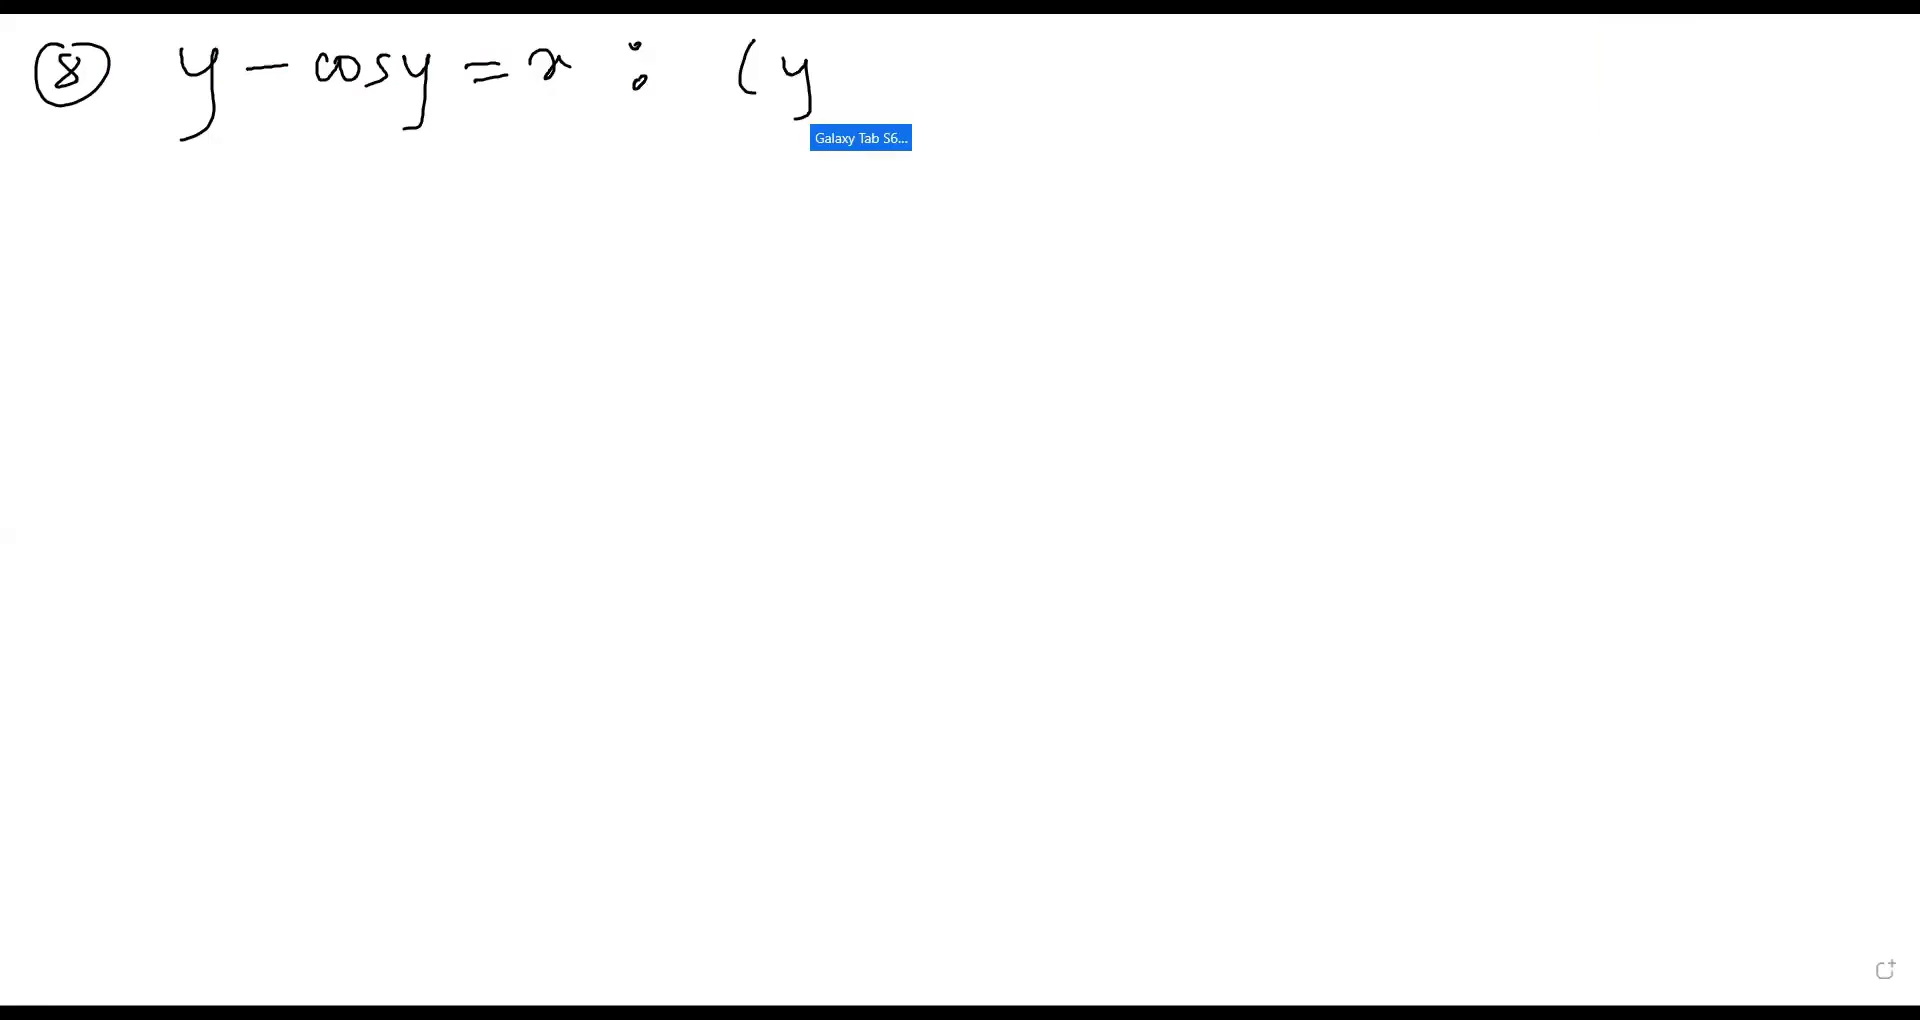 ⑧ y - cosy = x : (y
Galaxy Tab S6...